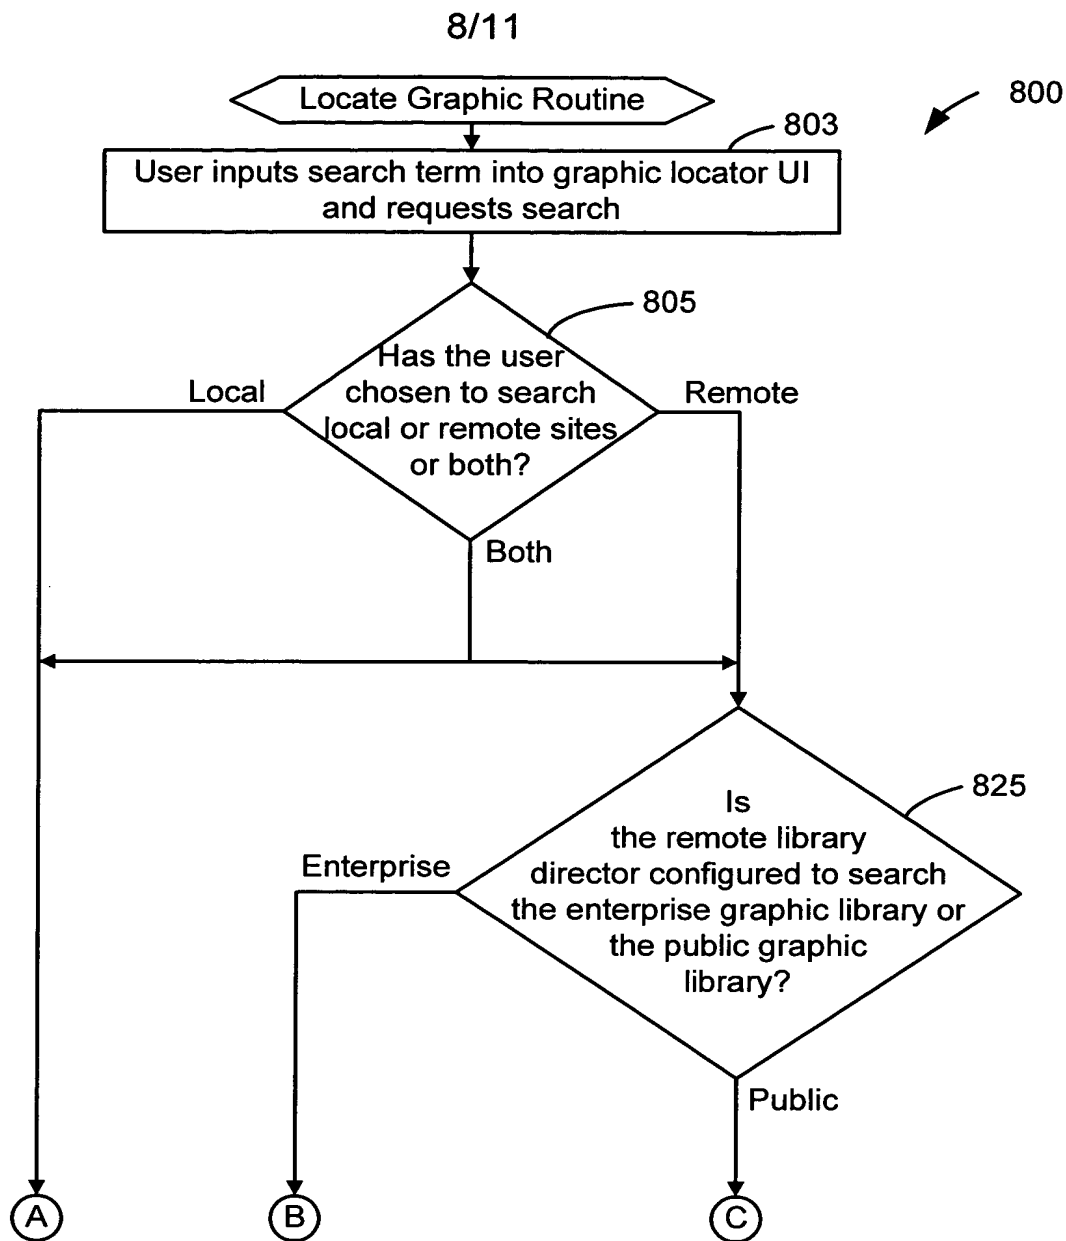 8/11
Locate Graphic Routine
800
803
User inputs search term into graphic locator UI
and requests search
805
Has the user
chosen to search
local or remote sites
or both?
Local
Remote
Both
825
Is
the remote library
director configured to search
the enterprise graphic library or
the public graphic
library?
Enterprise
Public
A
B
C